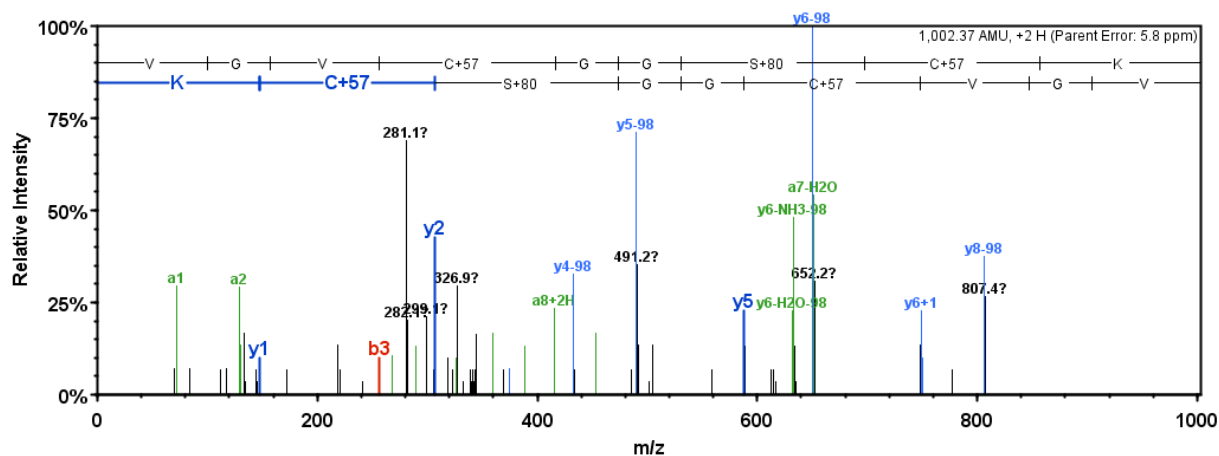 y6-98
100%
1,002.37 AMU, +2 H (Parent Error: 5.8 ppm)
V G V C+57 G G S+80 C+57 K
K C+57 S+80 G G C+57 V G V
75%
281.1?
y5-98
a7-H2O
y6-NH3-98
50%
Relative Intensity
y2
491.2?
y8-98
y4-98
a1
a2
326.9?
652.2?
807.4?
25%
282.1?
299.1?
a8+2H
y5
y6-H2O-98
y6+1
y1
b3
0%
0 200 400 600 800 1000
m/z